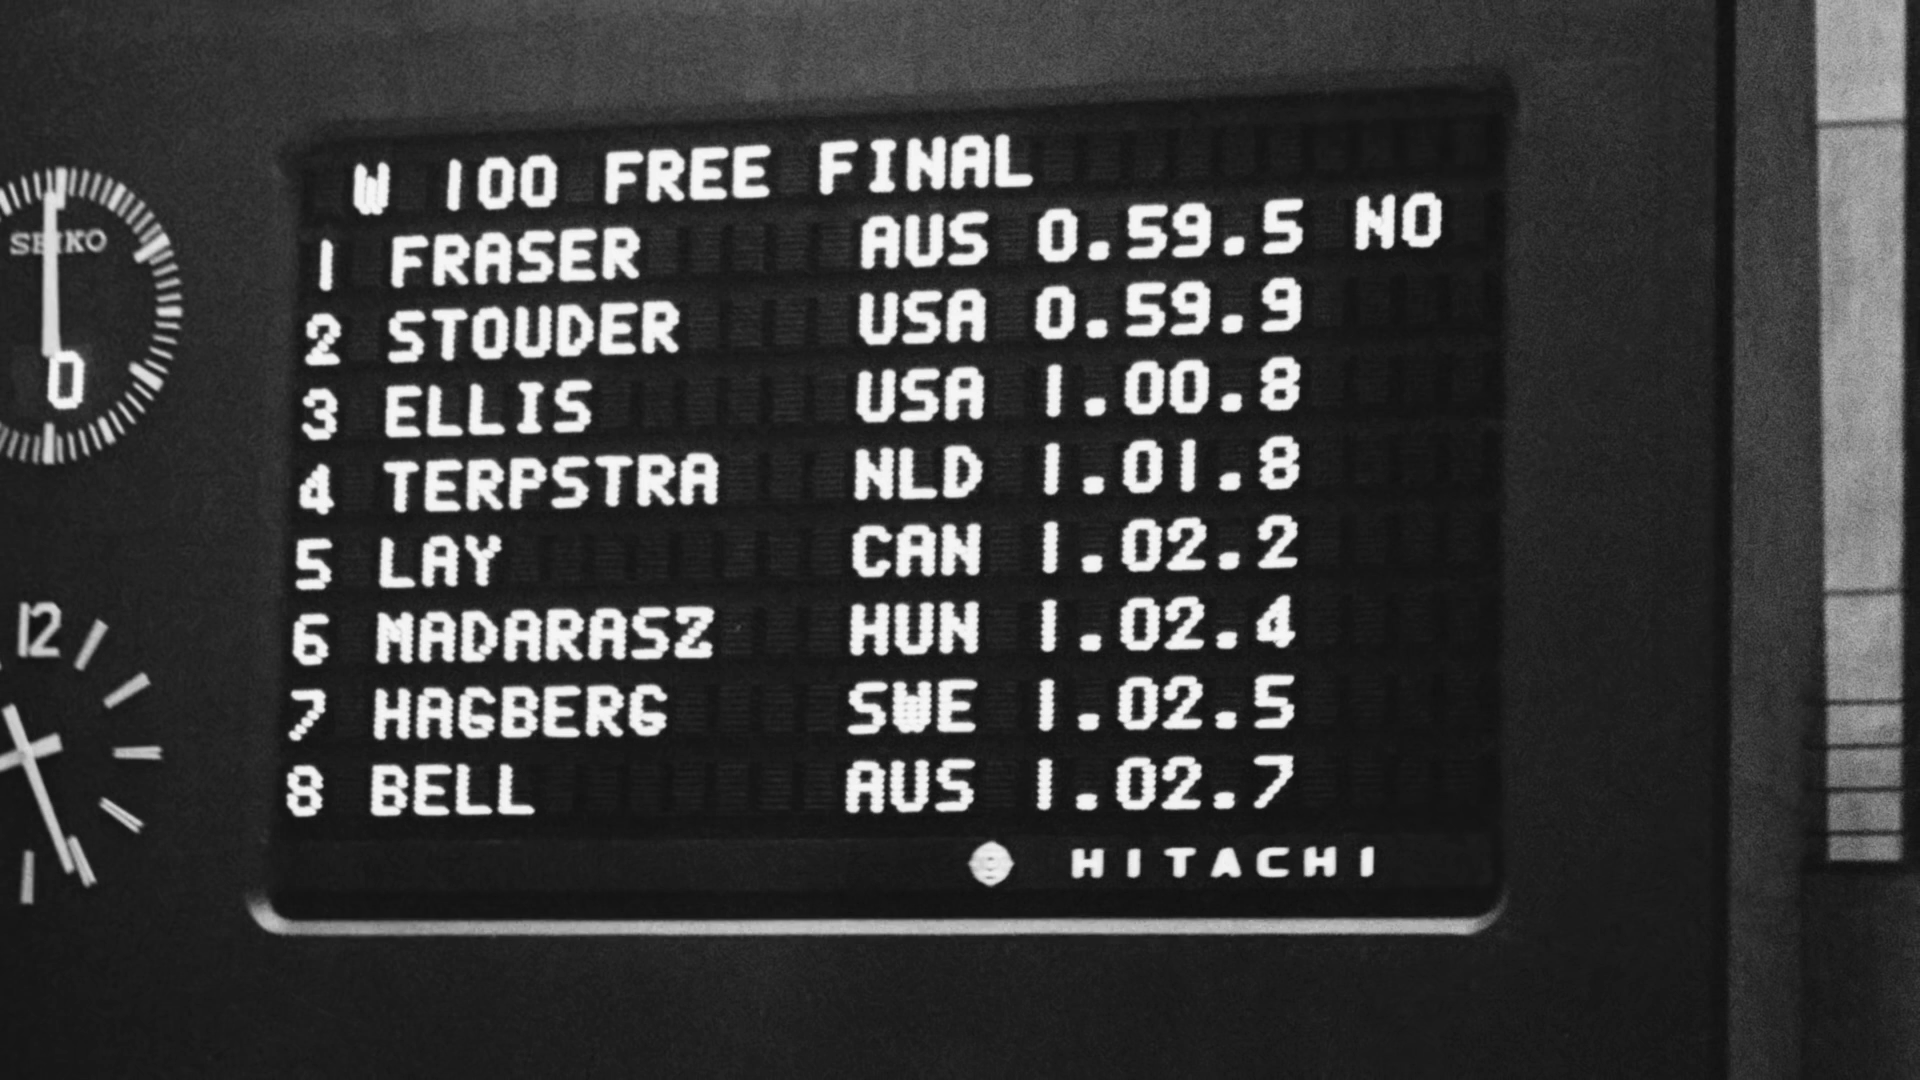 SEIKO
0
12
W 100 FREE FINAL
1 FRASER AUS 0.59.5 NO
2 STOUDER USA 0.59.9
3 ELLIS USA 1.00.8
4 TERPSTRA NLD 1.01.8
5 LAY CAN 1.02.2
6 MADARASZ HUN 1.02.4
7 HAGBERG SWE 1.02.5
8 BELL AUS 1.02.7
HITACHI